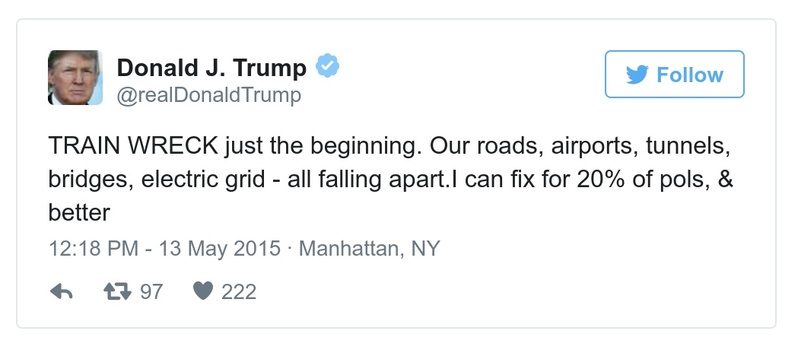 Donald J. Trump
@realDonaldTrump
Follow
TRAIN WRECK just the beginning. Our roads, airports, tunnels,
bridges, electric grid - all falling apart.I can fix for 20% of pols, &
better
12:18 PM - 13 May 2015 · Manhattan, NY
97 222